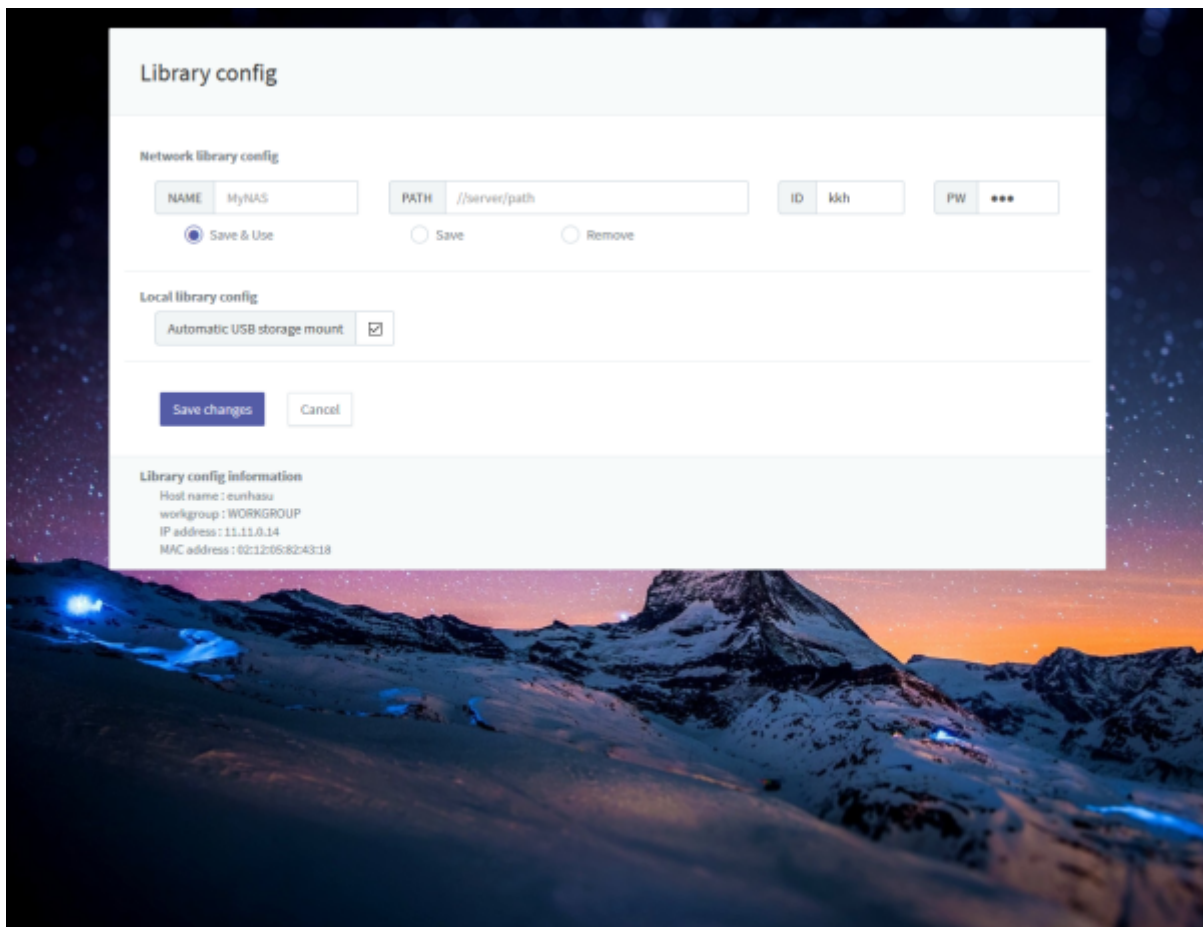 Library config
Network library config
NAME MyNAS PATH //server/path ID kkh PW •••
Save & Use Save Remove
Local library config
Automatic USB storage mount
Save changes Cancel
Library config information
Host name : eunhasu
workgroup : WORKGROUP
IP address : 11.11.0.14
MAC address : 02:12:05:82:43:18